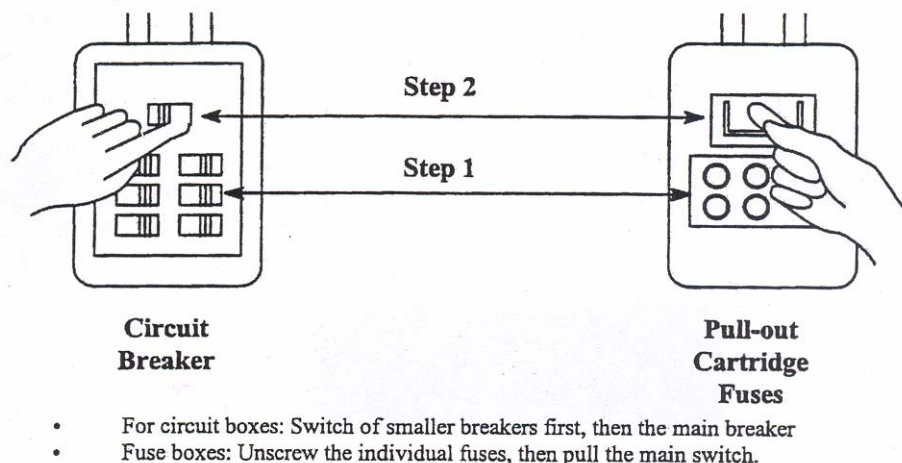 Step 2
Step 1
Circuit
Breaker
Pull-out
Cartridge
Fuses
• For circuit boxes: Switch of smaller breakers first, then the main breaker
• Fuse boxes: Unscrew the individual fuses, then pull the main switch.